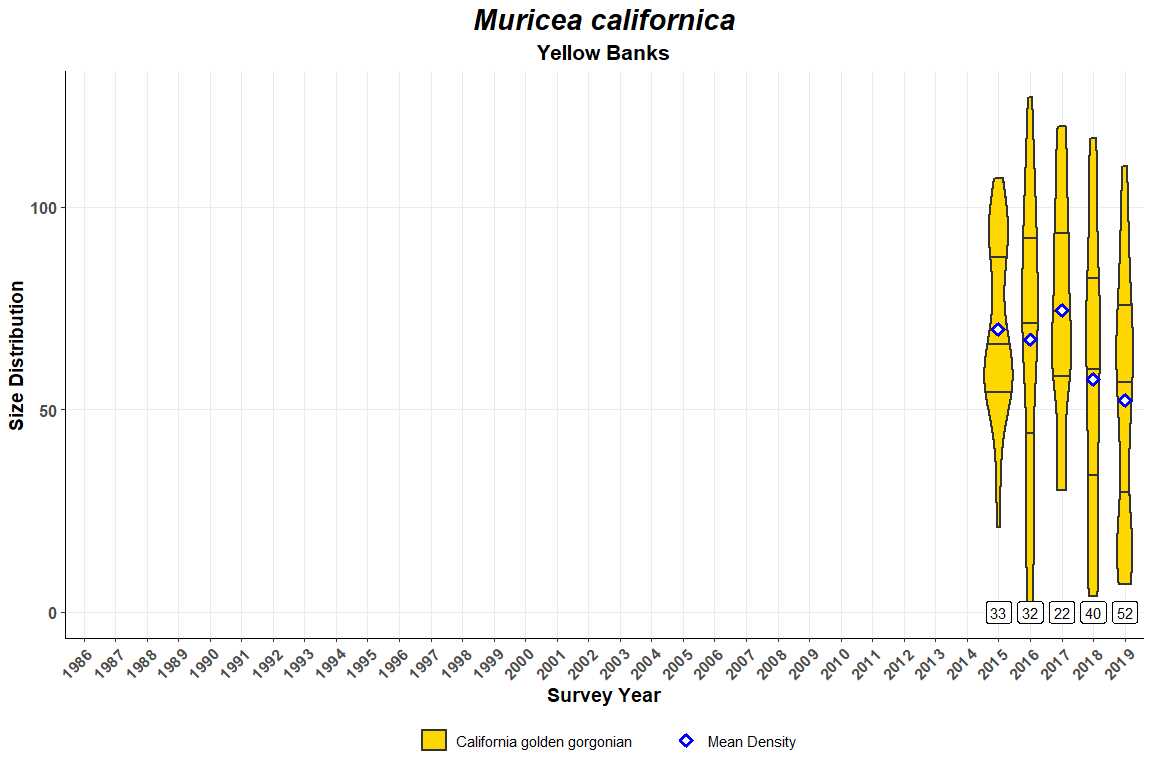 Muricea californica
Yellow Banks
Size Distribution
100
50
0
33 32 22 40 52
1986 1987 1988 1989 1990 1991 1992 1993 1994 1995 1996 1997 1998 1999 2000 2001 2002 2003 2004 2005 2006 2007 2008 2009 2010 2011 2012 2013 2014 2015 2016 2017 2018 2019
Survey Year
California golden gorgonian Mean Density